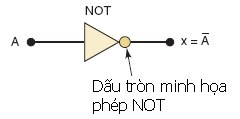 NOT
A
x = A̅
Dấu tròn minh họa
phép NOT